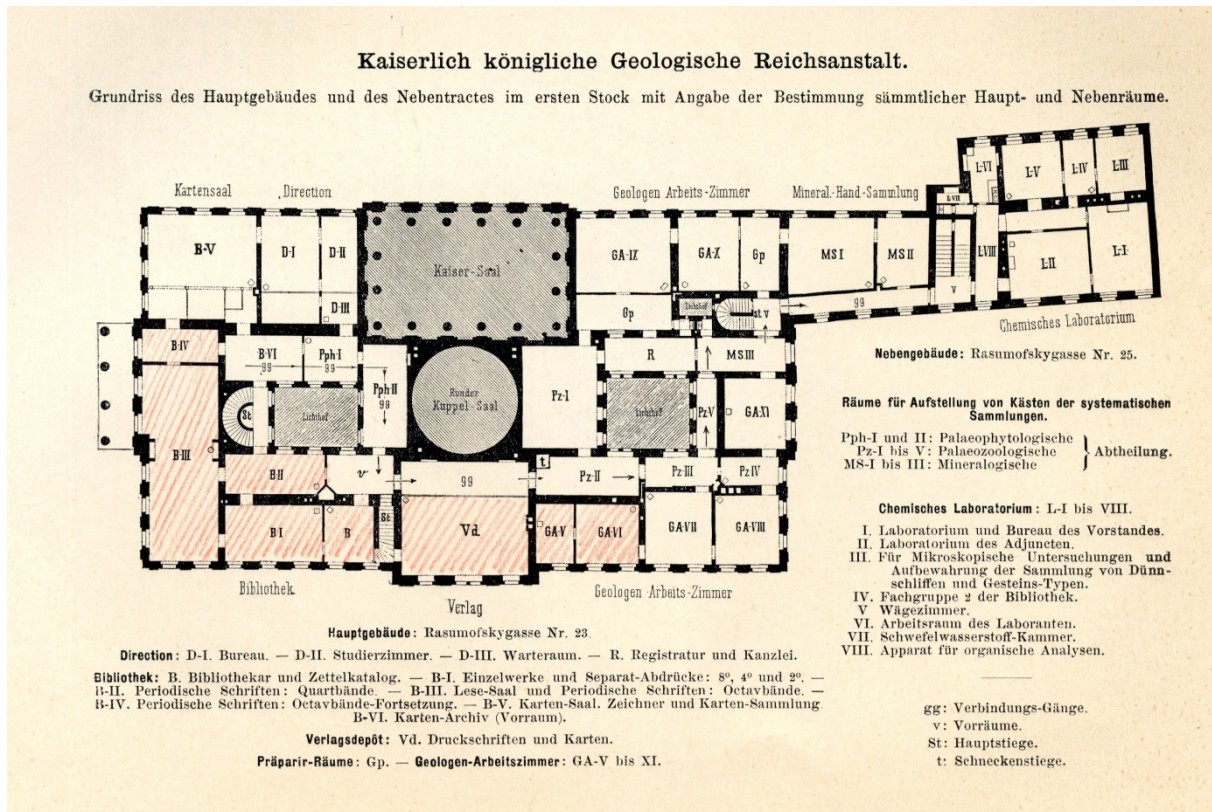 Kaiserlich königliche Geologische Reichsanstalt.
Grundriss des Hauptgebäudes und des Nebentractes im ersten Stock mit Angabe der Bestimmung sämmtlicher Haupt- und Nebenräume.
Kartensaal
Direction
Geologen Arbeits-Zimmer
Mineral.-Hand-Sammlung
L-VI
L-V
L-IV
L-III
L-VII
L-VIII
L-II
L-I
B-V
D-I
D-II
D-III
Kaiser-Saal
GA-IX
GA-X
Gp
MS I
MS II
v
Gp
Lichthof
st v
gg
Chemisches Laboratorium
B-IV
B-VI
gg
Pph-I
gg
Pph-II
gg
Runder
Kuppel-Saal
Pz-I
R
MS III
St
Lichthof
Lichthof
Pz-V
GA-XI
B-III
B-II
v
gg
t
Pz-II
Pz-III
Pz IV
B I
B
St
Vd.
GA-V
GA-VI
GA-VII
GA-VIII
Bibliothek
Verlag
Geologen-Arbeits-Zimmer
Hauptgebäude: Rasumofskygasse Nr. 23.
Direction: D-I. Bureau. — D-II. Studierzimmer. — D-III. Warteraum. — R. Registratur und Kanzlei.
Bibliothek: B. Bibliothekar und Zettelkatalog. — B-I. Einzelwerke und Separat-Abdrücke: 8º, 4º und 2º. —
B-II. Periodische Schriften: Quartbände. — B-III. Lese-Saal und Periodische Schriften: Octavbände. —
B-IV. Periodische Schriften: Octavbände-Fortsetzung. — B-V. Karten-Saal. Zeichner und Karten-Sammlung
B-VI. Karten-Archiv (Vorraum).
Verlagsdepôt: Vd. Druckschriften und Karten.
Präparir-Räume: Gp. — Geologen-Arbeitszimmer: GA-V bis XI.
Nebengebäude: Rasumofskygasse Nr. 25.
Räume für Aufstellung von Kästen der systematischen
Sammlungen.
Pph-I und II: Palaeophytologische
Pz-I bis V: Palaeozoologische
MS-I bis III: Mineralogische
Abtheilung.
Chemisches Laboratorium: L-I bis VIII.
I. Laboratorium und Bureau des Vorstandes.
II. Laboratorium des Adjuncten.
III. Für Mikroskopische Untersuchungen und
Aufbewahrung der Sammlung von Dünn-
schliffen und Gesteins-Typen.
IV. Fachgruppe 2 der Bibliothek.
V Wägezimmer.
VI. Arbeitsraum des Laboranten.
VII. Schwefelwasserstoff-Kammer.
VIII. Apparat für organische Analysen.
gg: Verbindungs-Gänge.
v: Vorräume.
St: Hauptstiege.
t: Schneckenstiege.